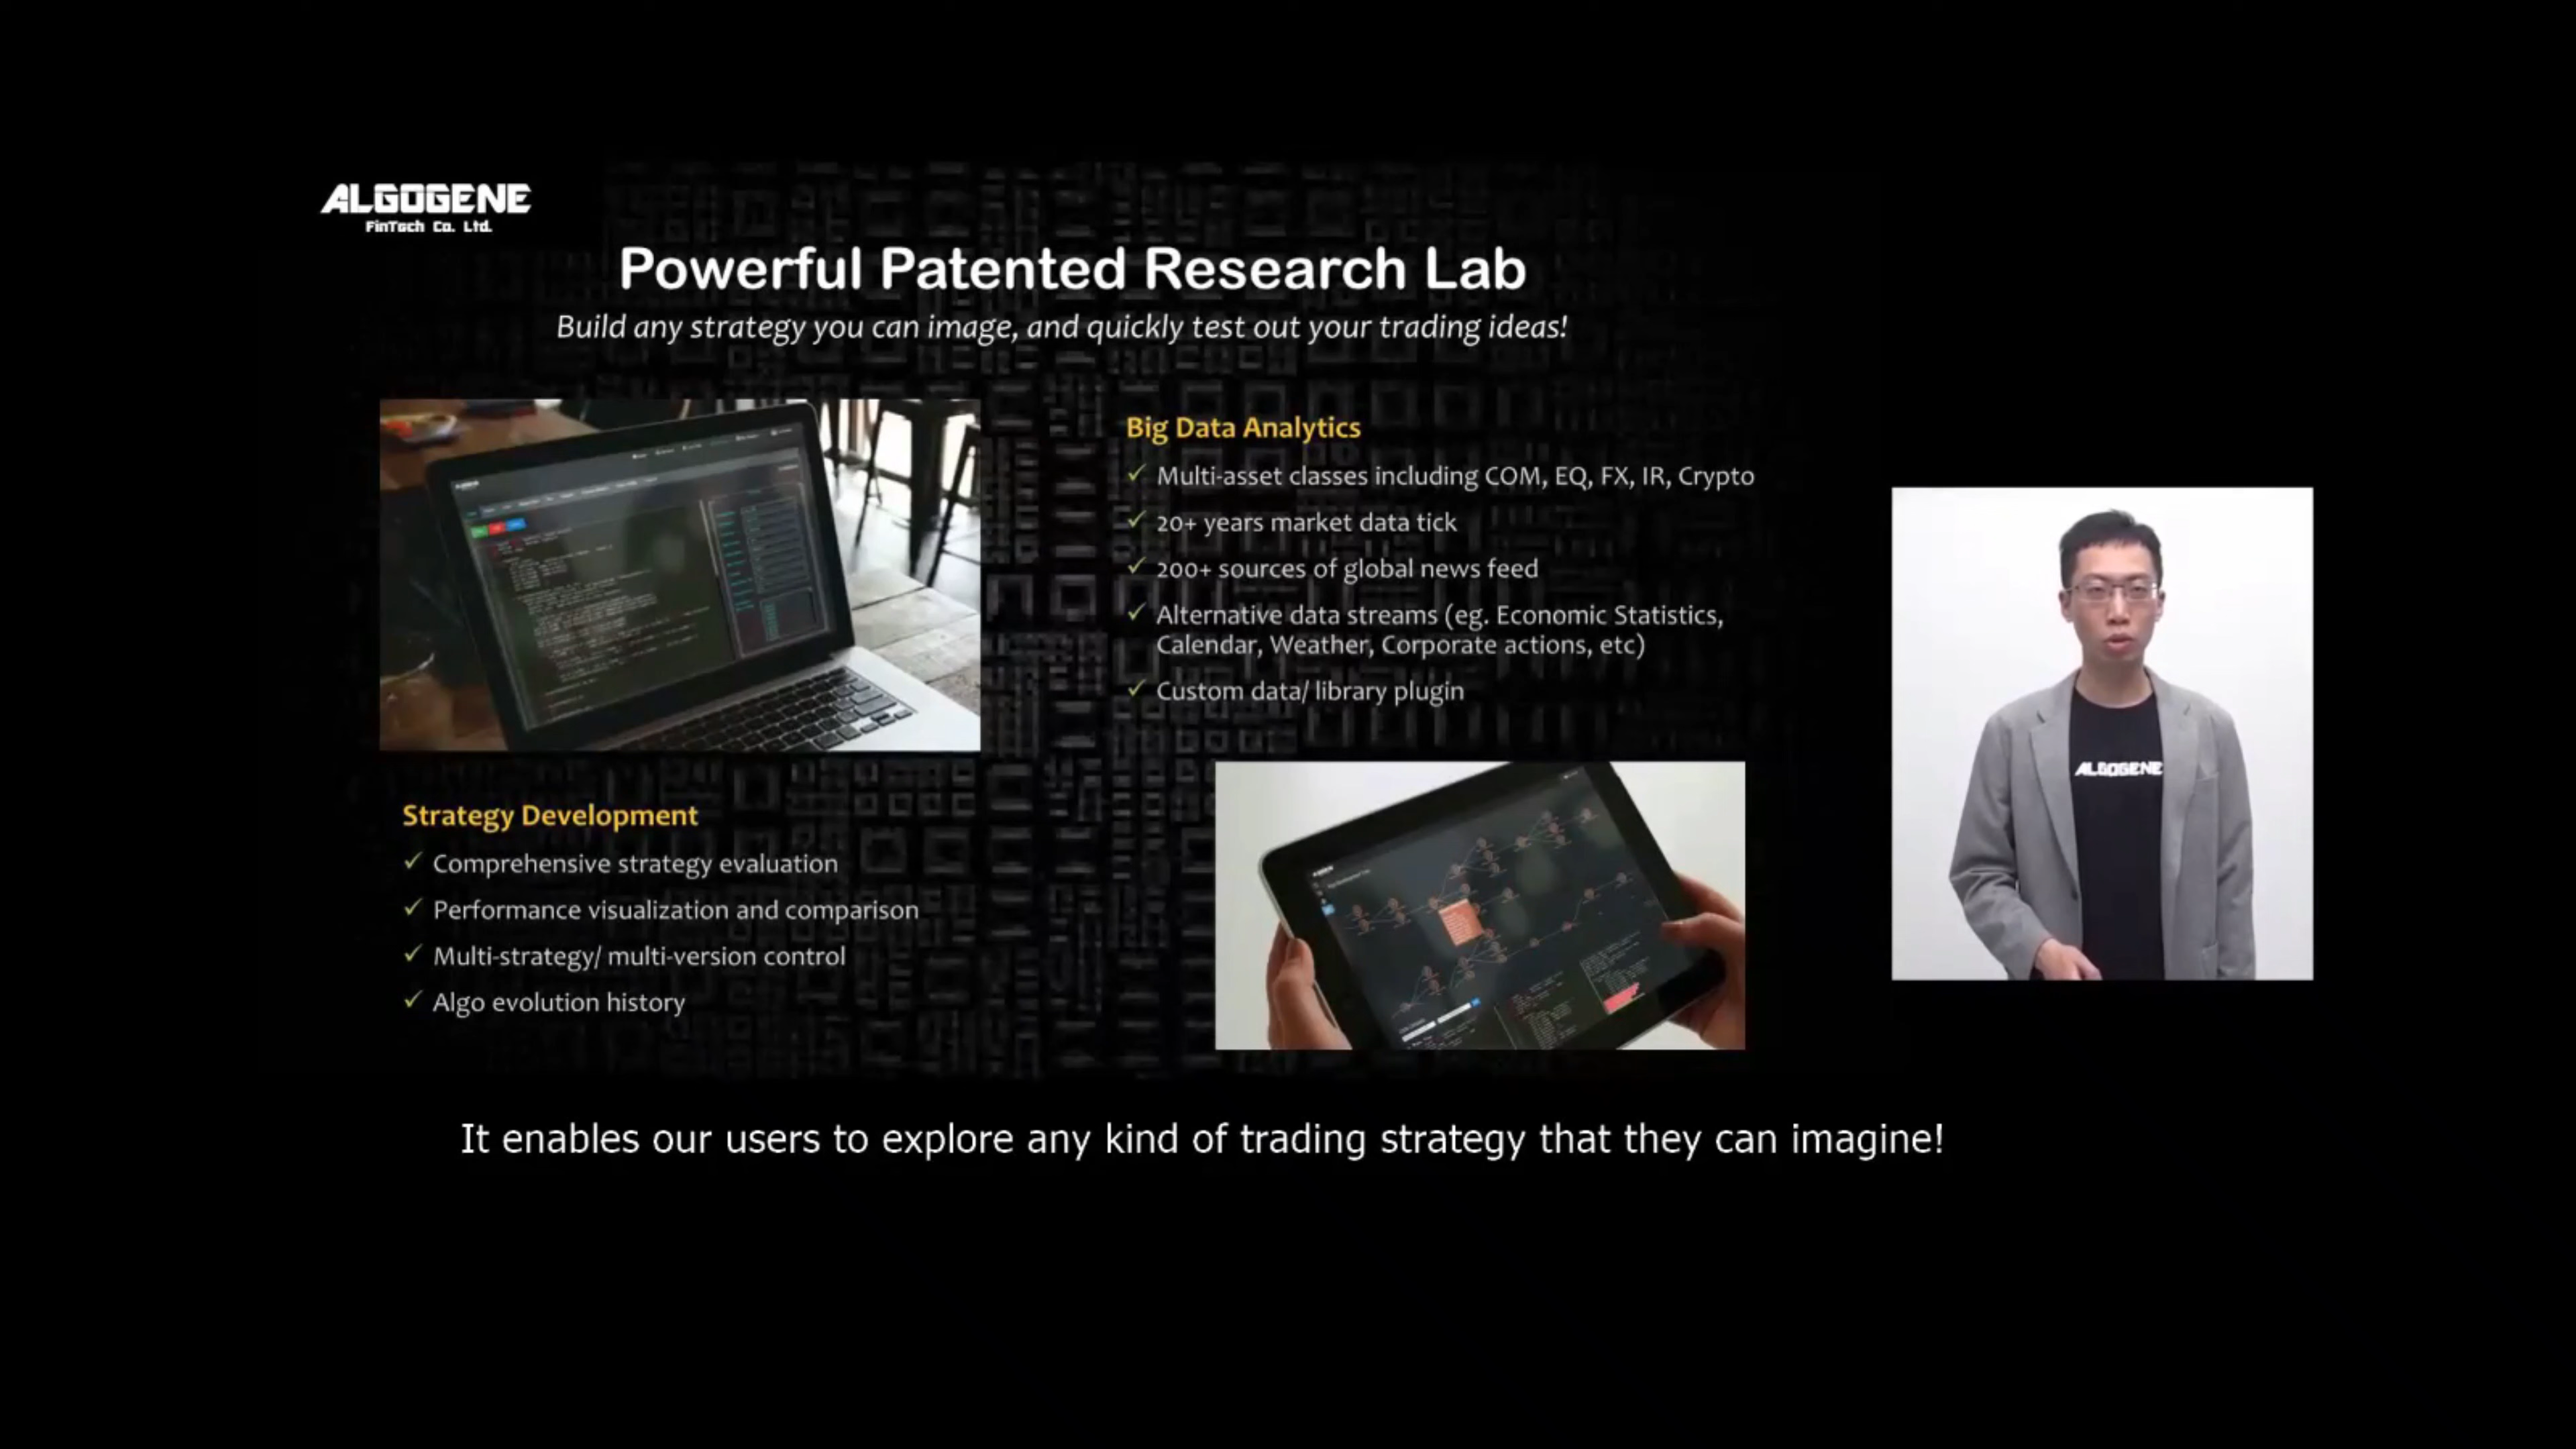 ALGOGENE
FinTech Co. Ltd.
Powerful Patented Research Lab
Build any strategy you can image, and quickly test out your trading ideas!
Big Data Analytics
✓ Multi-asset classes including COM, EQ, FX, IR, Crypto
✓ 20+ years market data tick
✓ 200+ sources of global news feed
✓ Alternative data streams (eg. Economic Statistics,
Calendar, Weather, Corporate actions, etc)
✓ Custom data/ library plugin
Strategy Development
✓ Comprehensive strategy evaluation
✓ Performance visualization and comparison
✓ Multi-strategy/ multi-version control
✓ Algo evolution history
ALGOGENE
It enables our users to explore any kind of trading strategy that they can imagine!